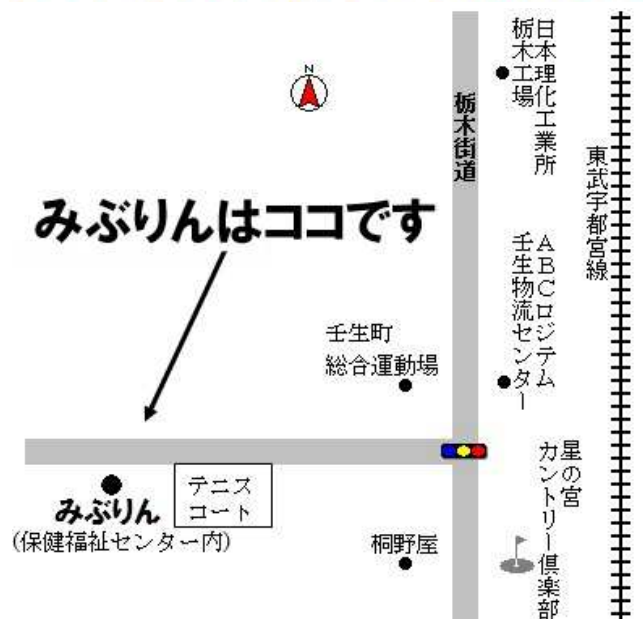 N
栃木街道
日本理化工業所
栃木工場
東武宇都宮線
みぶりんはココです
ABCロジテム
壬生物流センター
壬生町
総合運動場
星の宮
カントリー倶楽部
テニス
コート
みぶりん
(保健福祉センター内)
桐野屋